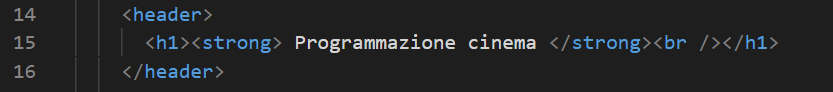 14 <header>
15 <h1><strong> Programmazione cinema </strong><br /></h1>
16 </header>